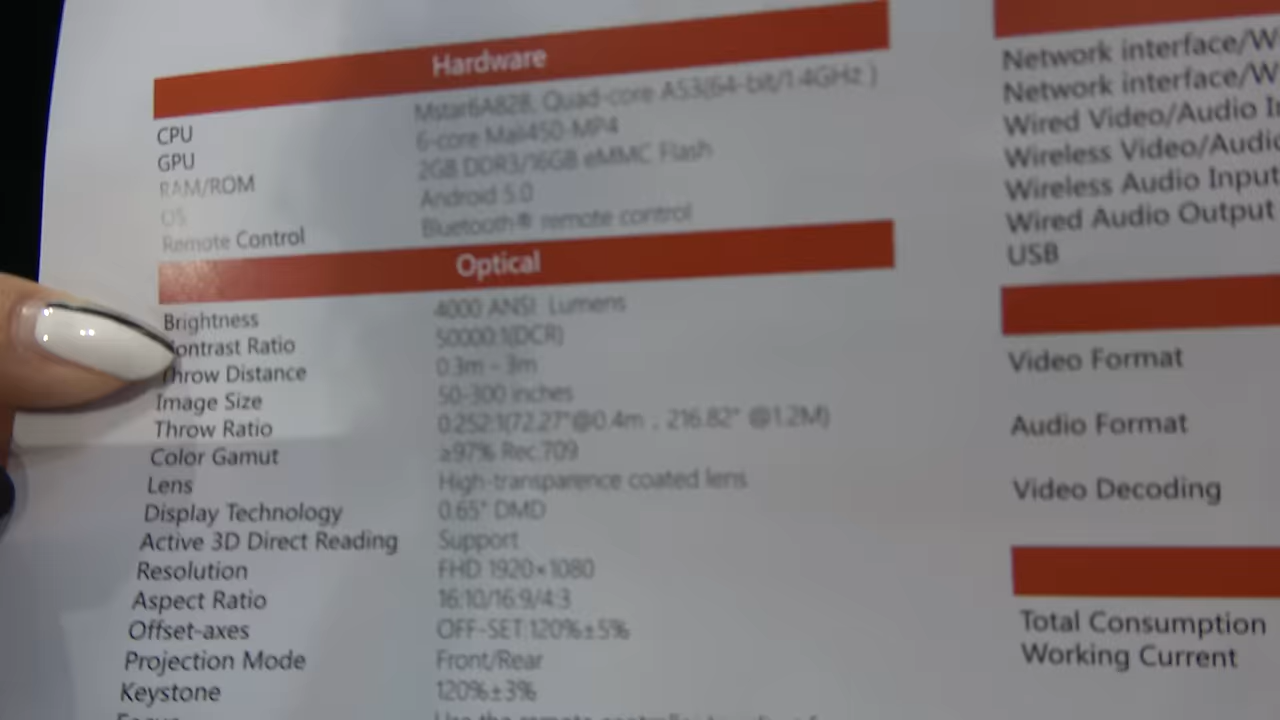 Hardware
CPU Mstar6A828, Quad-core A53(64-bit/1.4GHz )
GPU 6-core Mali450-MP4
RAM/ROM 2GB DDR3/16GB eMMC Flash
OS Android 5.0
Remote Control Bluetooth® remote control
Optical
Brightness 4000 ANSI Lumens
Contrast Ratio 50000:1(DCR)
Throw Distance 0.3m - 3m
Image Size 50-300 inches
Throw Ratio 0.252:1(72.27"@0.4m , 216.82" @1.2M)
Color Gamut ≥97% Rec.709
Lens High-transparence coated lens
Display Technology 0.65" DMD
Active 3D Direct Reading Support
Resolution FHD 1920×1080
Aspect Ratio 16:10/16:9/4:3
Offset-axes OFF-SET:120%±5%
Projection Mode Front/Rear
Keystone 120%±3%
Network interface/W
Network interface/W
Wired Video/Audio I
Wireless Video/Audio
Wireless Audio Input
Wired Audio Output
USB
Video Format
Audio Format
Video Decoding
Total Consumption
Working Current